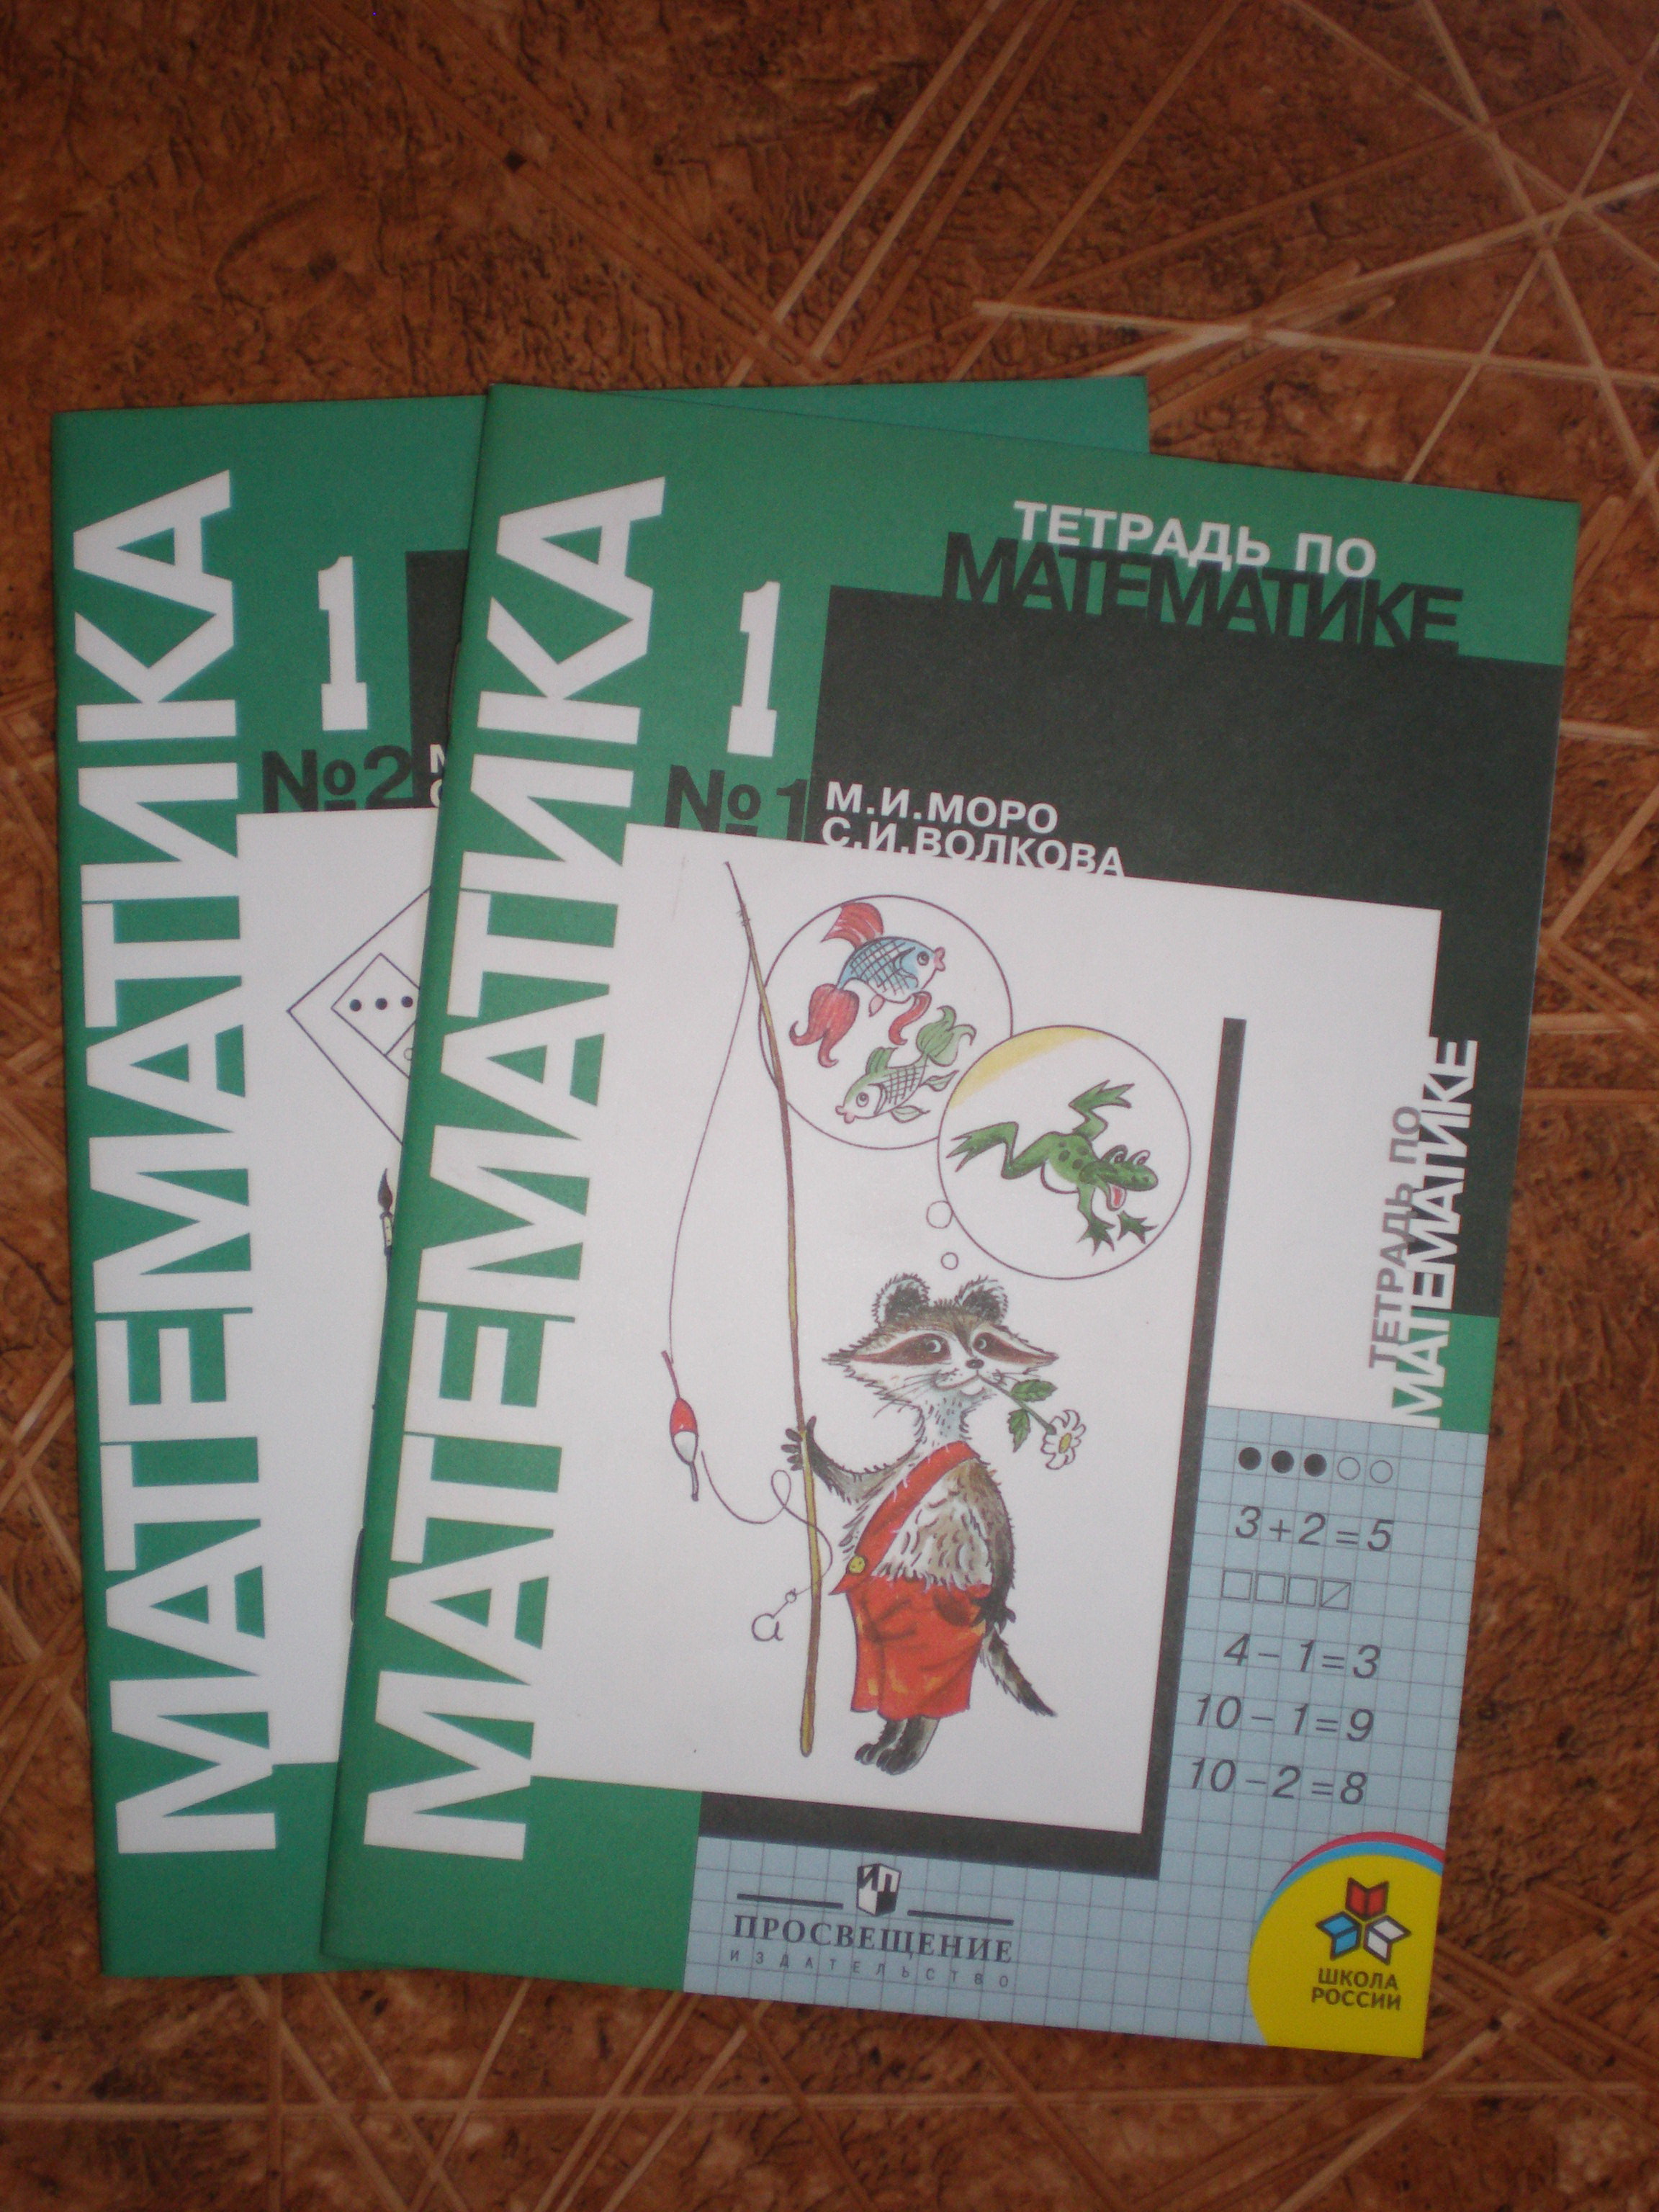 МАТЕМАТИКА
1
№2
МАТЕМАТИКА
1
№1
ТЕТРАДЬ ПО
МАТЕМАТИКЕ
М.И.МОРО
С.И.ВОЛКОВА
ТЕТРАДЬ ПО
МАТЕМАТИКЕ
3+2=5
4-1=3
10-1=9
10-2=8
ИП
ПРОСВЕЩЕНИЕ
ИЗДАТЕЛЬСТВО
ШКОЛА
РОССИИ